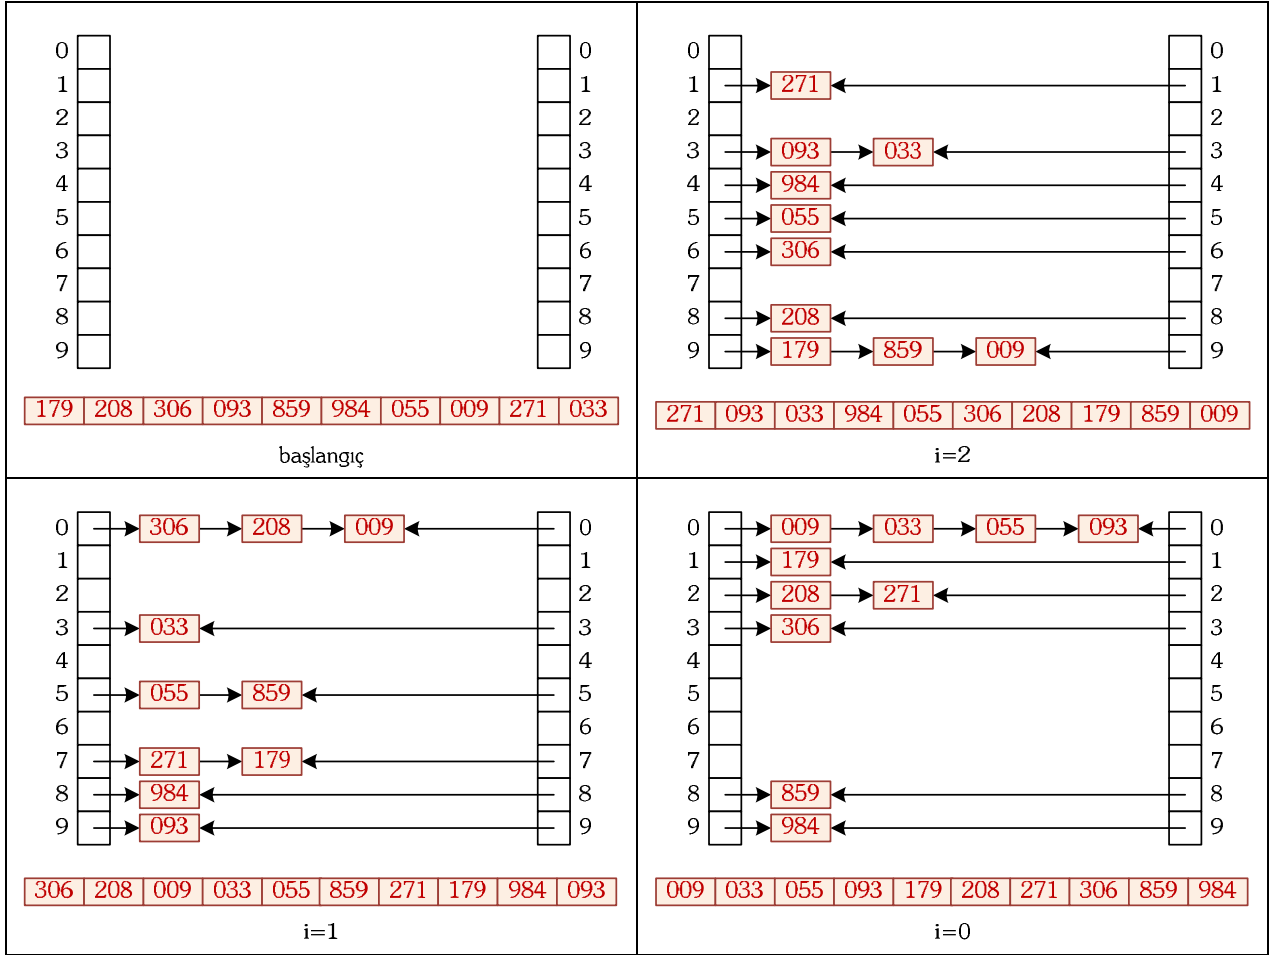 0 0
1 1
2 2
3 3
4 4
5 5
6 6
7 7
8 8
9 9
179 208 306 093 859 984 055 009 271 033
başlangıç
0 0
1 271 1
2 2
3 093 033 3
4 984 4
5 055 5
6 306 6
7 7
8 208 8
9 179 859 009 9
271 093 033 984 055 306 208 179 859 009
i=2
0 306 208 009 0
1 1
2 2
3 033 3
4 4
5 055 859 5
6 6
7 271 179 7
8 984 8
9 093 9
306 208 009 033 055 859 271 179 984 093
i=1
0 009 033 055 093 0
1 179 1
2 208 271 2
3 306 3
4 4
5 5
6 6
7 7
8 859 8
9 984 9
009 033 055 093 179 208 271 306 859 984
i=0